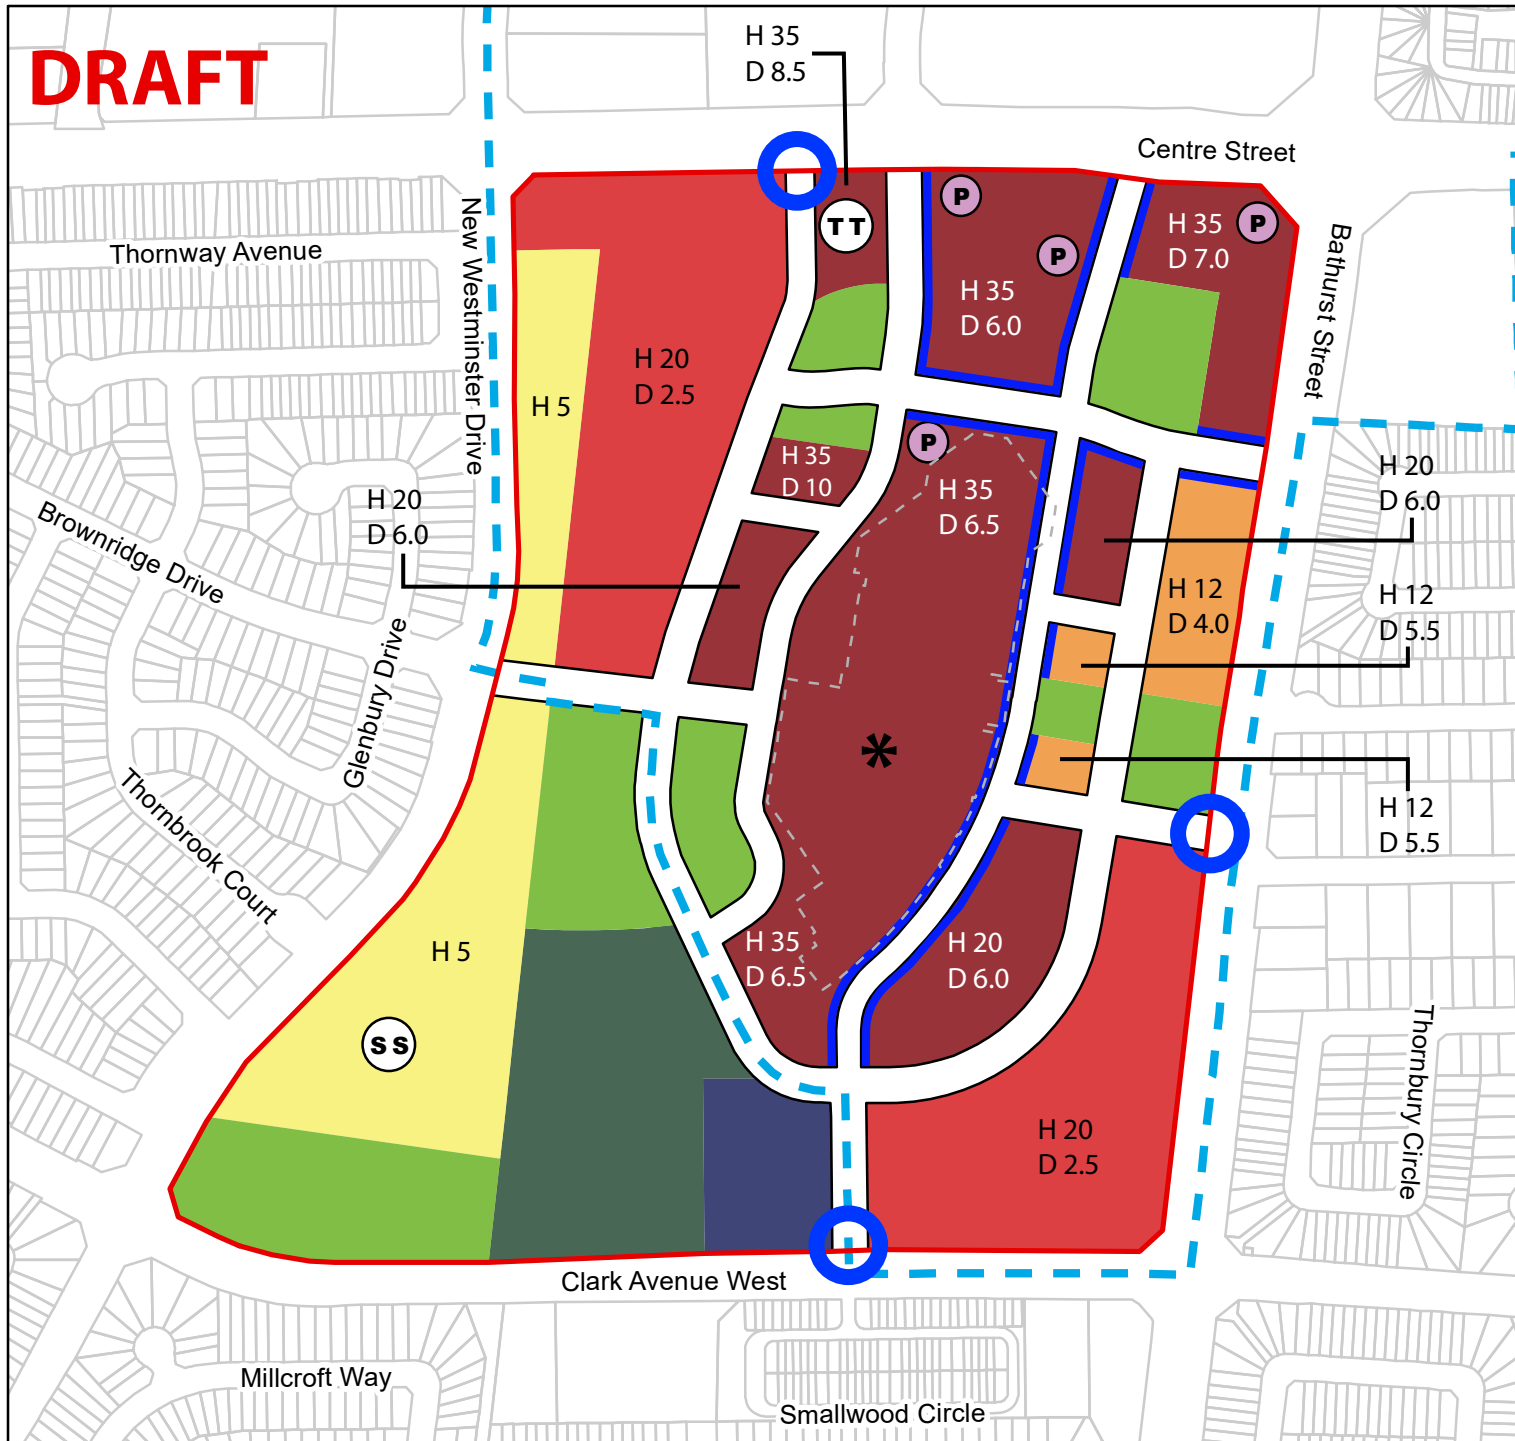 DRAFT
H 35
D 8.5
Centre Street
P
P
P
TT
H 35
D 7.0
H 35
D 6.0
Thornway Avenue
New Westminster Drive
Bathurst Street
H 20
D 2.5
H 5
P
H 35
D 10
H 35
D 6.5
H 20
D 6.0
H 20
D 6.0
Brownridge Drive
H 12
D 4.0
H 12
D 5.5
Glenbury Drive
*
Thornbrook Court
H 12
D 5.5
H 5
H 35
D 6.5
H 20
D 6.0
SS
Thornbury Circle
H 20
D 2.5
Clark Avenue West
Millcroft Way
Smallwood Circle